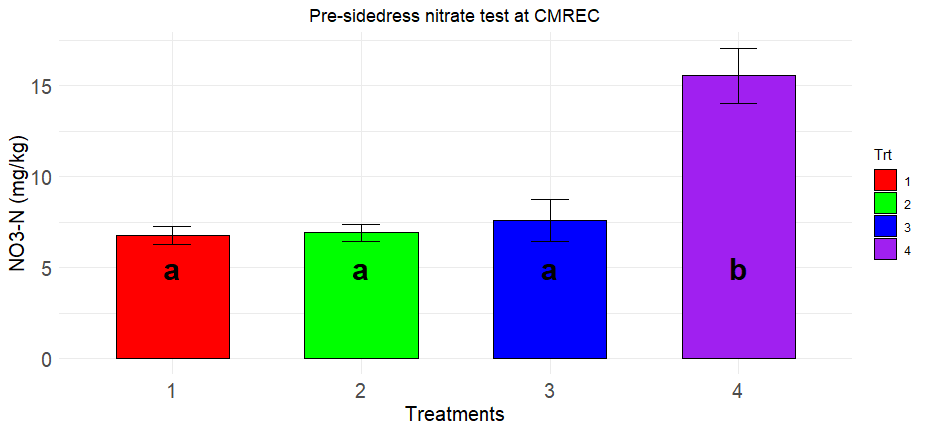 Pre-sidedress nitrate test at CMREC
NO3-N (mg/kg)
15
10
5
0
a
a
a
b
1
2
3
4
Treatments
Trt
1
2
3
4